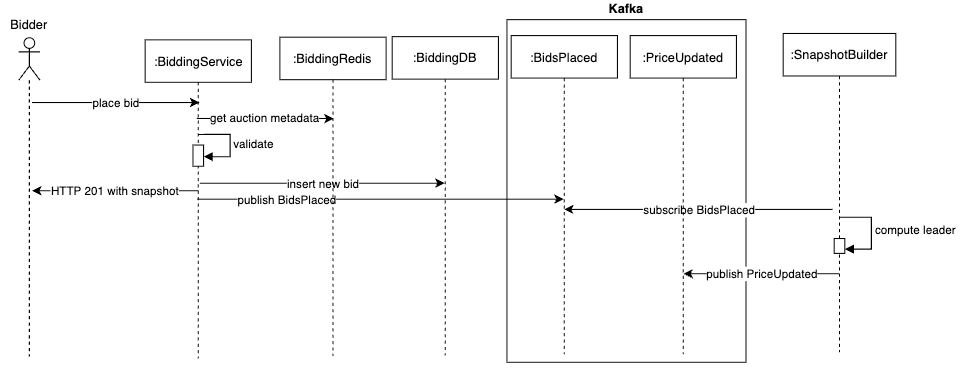 Kafka
Bidder
:BiddingService
:BiddingRedis
:BiddingDB
:BidsPlaced
:PriceUpdated
:SnapshotBuilder
place bid
get auction metadata
validate
insert new bid
HTTP 201 with snapshot
publish BidsPlaced
subscribe BidsPlaced
compute leader
publish PriceUpdated